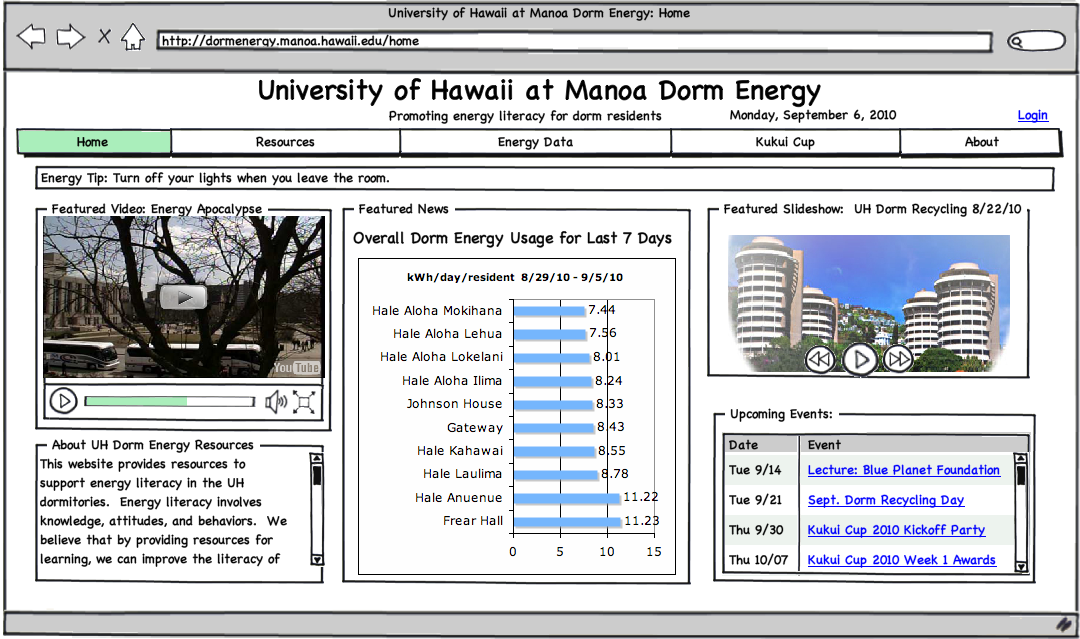 University of Hawaii at Manoa Dorm Energy: Home
http://dormenergy.manoa.hawaii.edu/home
University of Hawaii at Manoa Dorm Energy
Promoting energy literacy for dorm residents
Monday, September 6, 2010
Login
Home
Resources
Energy Data
Kukui Cup
About
Energy Tip: Turn off your lights when you leave the room.
Featured Video: Energy Apocalypse
YouTube
About UH Dorm Energy Resources
This website provides resources to
support energy literacy in the UH
dormitories. Energy literacy involves
knowledge, attitudes, and behaviors. We
believe that by providing resources for
learning, we can improve the literacy of
Featured News
Overall Dorm Energy Usage for Last 7 Days
kWh/day/resident 8/29/10 - 9/5/10
Hale Aloha Mokihana 7.44
Hale Aloha Lehua 7.56
Hale Aloha Lokelani 8.01
Hale Aloha Ilima 8.24
Johnson House 8.33
Gateway 8.43
Hale Kahawai 8.55
Hale Laulima 8.78
Hale Anuenue 11.22
Frear Hall 11.23
0 5 10 15
Featured Slideshow: UH Dorm Recycling 8/22/10
Upcoming Events:
Date Event
Tue 9/14 Lecture: Blue Planet Foundation
Tue 9/21 Sept. Dorm Recycling Day
Thu 9/30 Kukui Cup 2010 Kickoff Party
Thu 10/07 Kukui Cup 2010 Week 1 Awards